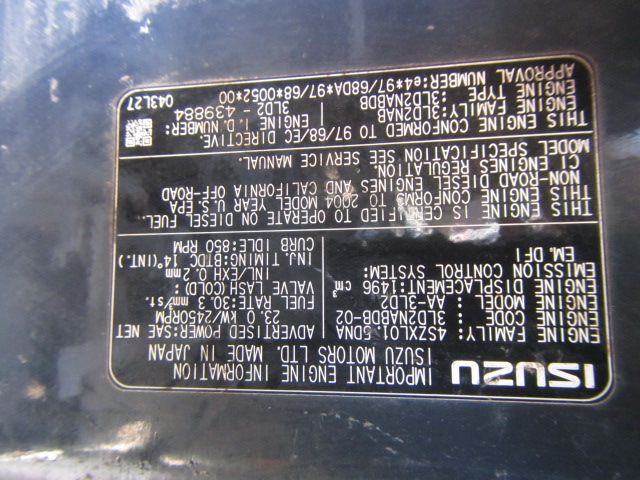 ISUZU
IMPORTANT ENGINE INFORMATION
ISUZU MOTORS LTD. MADE IN JAPAN
ENGINE FAMILY: 4SZXL01.5DNA
ENGINE CODE: 3LD2NABDB-02
ENGINE MODEL: AA-3LD2
ENGINE DISPLACEMENT: 1496 cm³
EMISSION CONTROL SYSTEM:
EM, DFI
ADVERTISED POWER: SAE NET
23.0 kW/2450RPM
FUEL RATE: 30.3 mm³/st.
VALVE LASH (COLD):
INL/EXH 0.2mm
INJ. TIMING: BTDC 14°(INT.)
CURB IDLE: 850 RPM
THIS ENGINE IS CERTIFIED TO OPERATE ON DIESEL FUEL.
THIS ENGINE CONFORMS TO 2004 MODEL YEAR U.S. EPA
NON-ROAD DIESEL ENGINES AND CALIFORNIA OFF-ROAD
CI ENGINES REGULATION.
MODEL SPECIFICATION SEE SERVICE MANUAL.
THIS ENGINE CONFORMED TO 97/68/EC DIRECTIVE.
ENGINE FAMILY: 3LD2NAB
ENGINE TYPE: 3LD2NABDB
ENGINE I.D. NUMBER:
3LD2- 439884
APPROVAL NUMBER: e4*97/68DA*97/68*0052*00
043L27